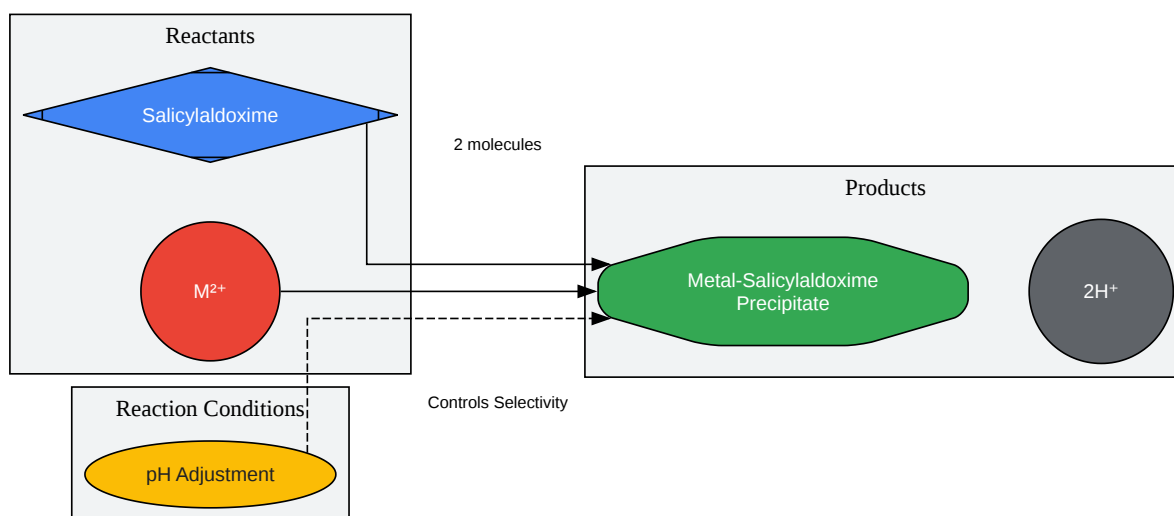 Reactants
Salicylaldoxime
2 molecules
Products
M²⁺
Metal-Salicylaldoxime
Precipitate
2H⁺
Controls Selectivity
Reaction Conditions
pH Adjustment